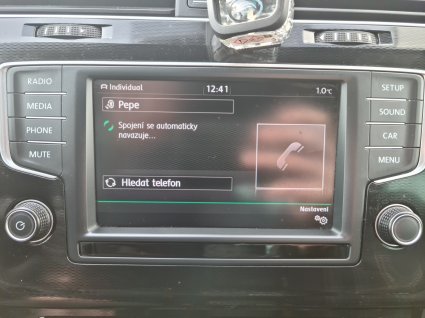 RADIO
MEDIA
PHONE
MUTE
Individual
12:41
1.0°C
Pepe
Spojení se automaticky
navazuje...
Hledat telefon
Nastavení
SETUP
SOUND
CAR
MENU